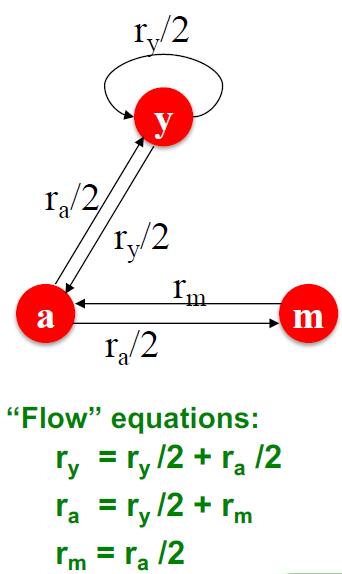 r_y/2
y
r_a/2
r_y/2
r_m
a
m
r_a/2
“Flow” equations:
r_y = r_y /2 + r_a /2
r_a = r_y /2 + r_m
r_m = r_a /2